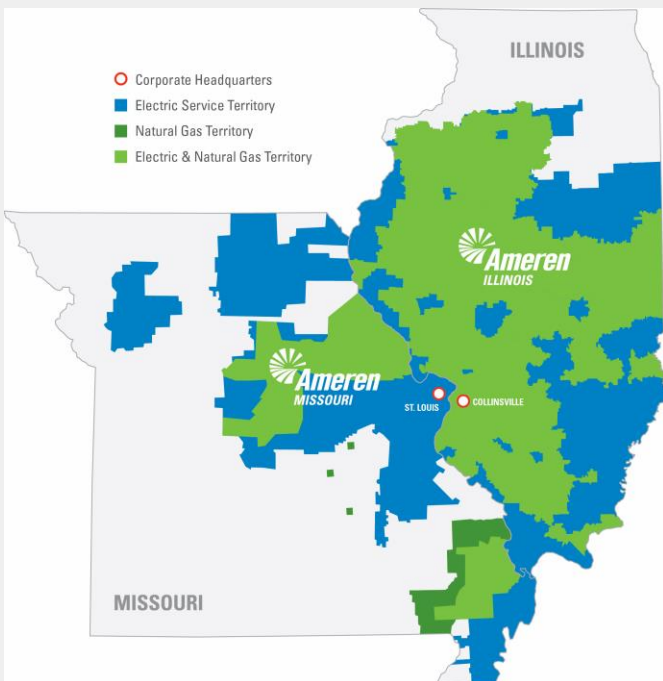 ILLINOIS
Corporate Headquarters
Electric Service Territory
Natural Gas Territory
Electric & Natural Gas Territory
Ameren
ILLINOIS
Ameren
MISSOURI
ST. LOUIS
COLLINSVILLE
MISSOURI